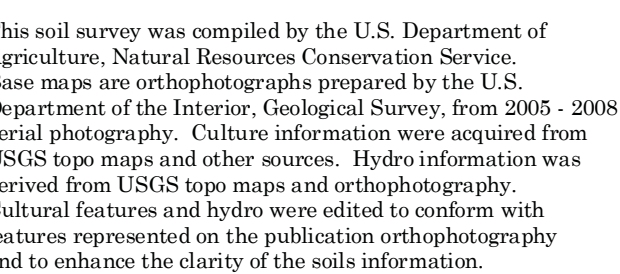 his soil survey was compiled by the U.S. Department of
griculture, Natural Resources Conservation Service.
ase maps are orthophotographs prepared by the U.S.
epartment of the Interior, Geological Survey, from 2005 - 2008
erial photography.  Culture information were acquired from
SGS topo maps and other sources.  Hydro information was
erived from USGS topo maps and orthophotography.
ultural features and hydro were edited to conform with
eatures represented on the publication orthophotography
nd to enhance the clarity of the soils information.